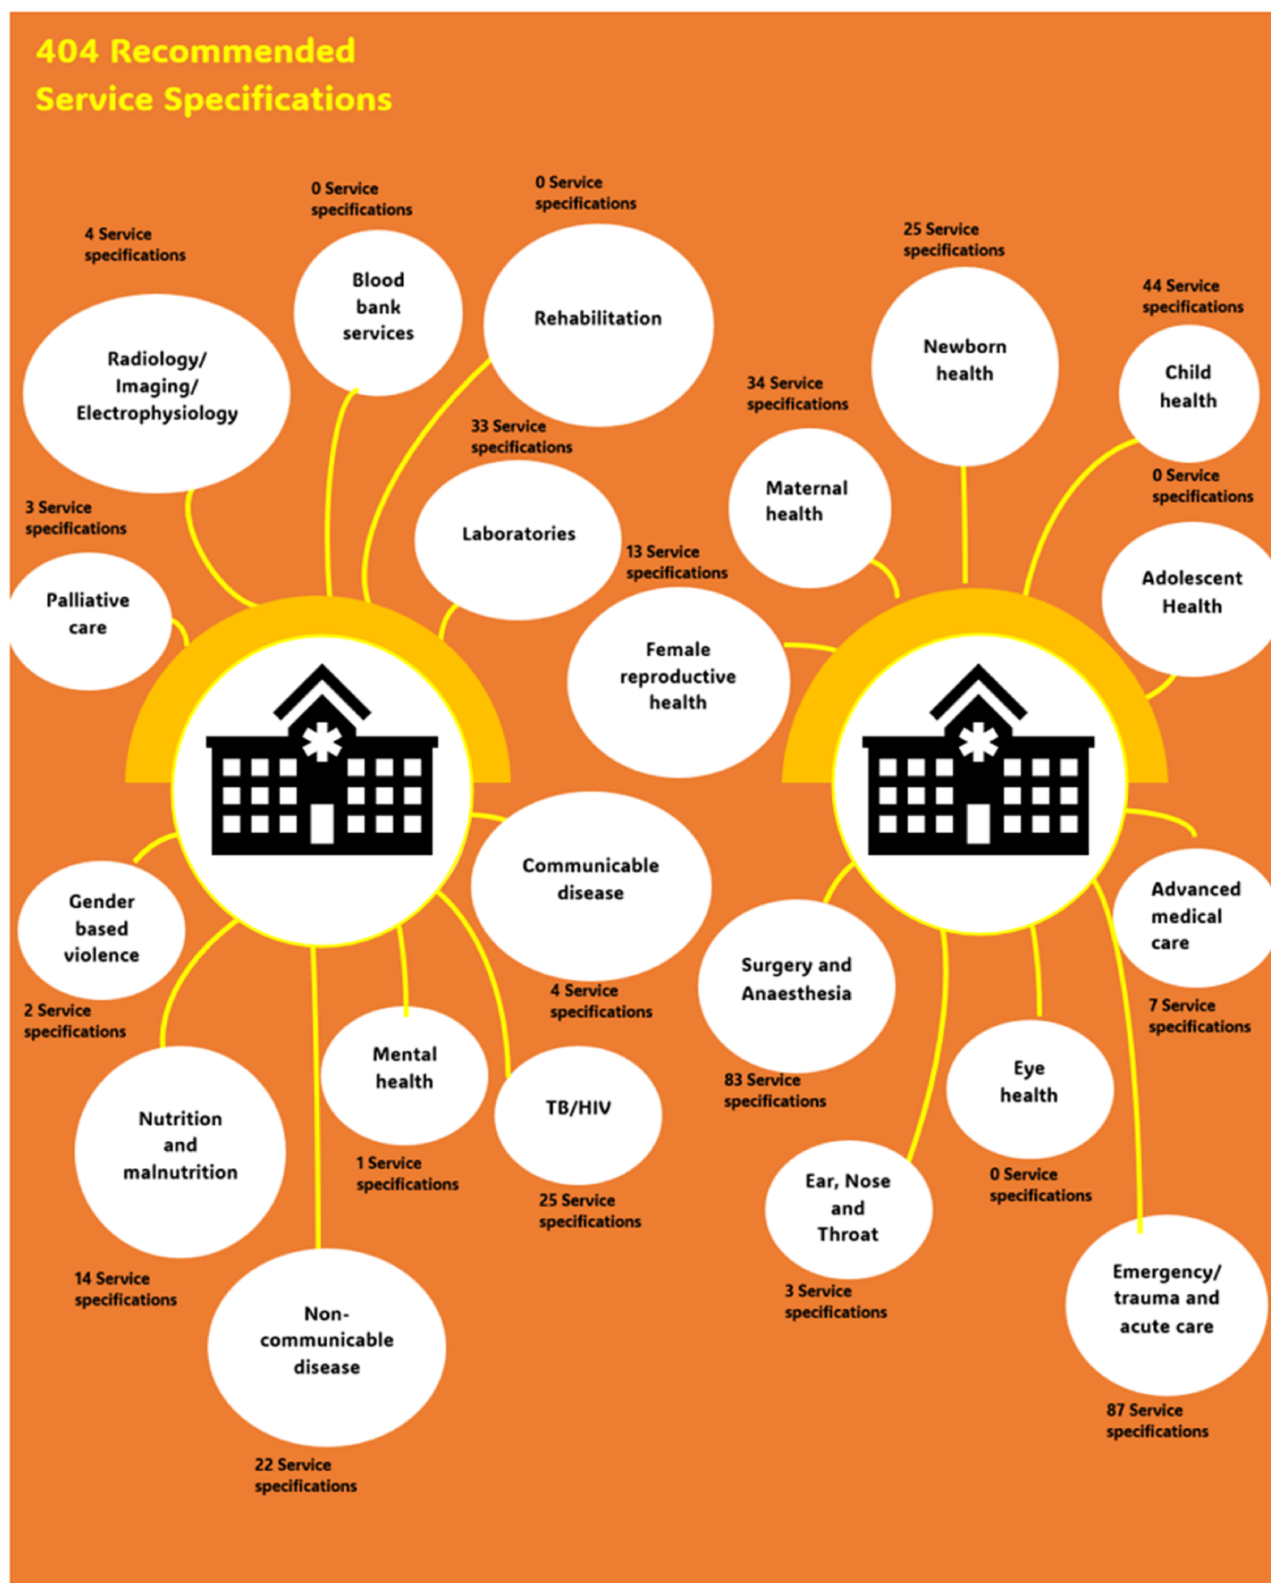 404 Recommended
Service Specifications
4 Service
specifications
Radiology/
Imaging/
Electrophysiology
0 Service
specifications
Blood
bank
services
0 Service
specifications
Rehabilitation
33 Service
specifications
Laboratories
3 Service
specifications
Palliative
care
25 Service
specifications
Newborn
health
44 Service
specifications
Child
health
34 Service
specifications
Maternal
health
0 Service
specifications
Adolescent
Health
13 Service
specifications
Female
reproductive
health
Gender
based
violence
2 Service
specifications
Nutrition
and
malnutrition
14 Service
specifications
Non-
communicable
disease
22 Service
specifications
Mental
health
1 Service
specifications
TB/HIV
25 Service
specifications
Communicable
disease
4 Service
specifications
Surgery and
Anaesthesia
83 Service
specifications
Ear, Nose
and
Throat
3 Service
specifications
Eye
health
0 Service
specifications
Advanced
medical
care
7 Service
specifications
Emergency/
trauma and
acute care
87 Service
specifications